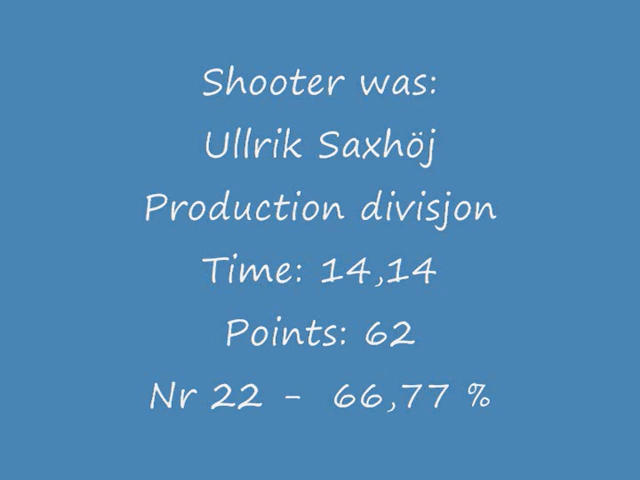 Shooter was:
Ullrik Saxhöj
Production divisjon
Time: 14,14
Points: 62
Nr 22 - 66,77 %